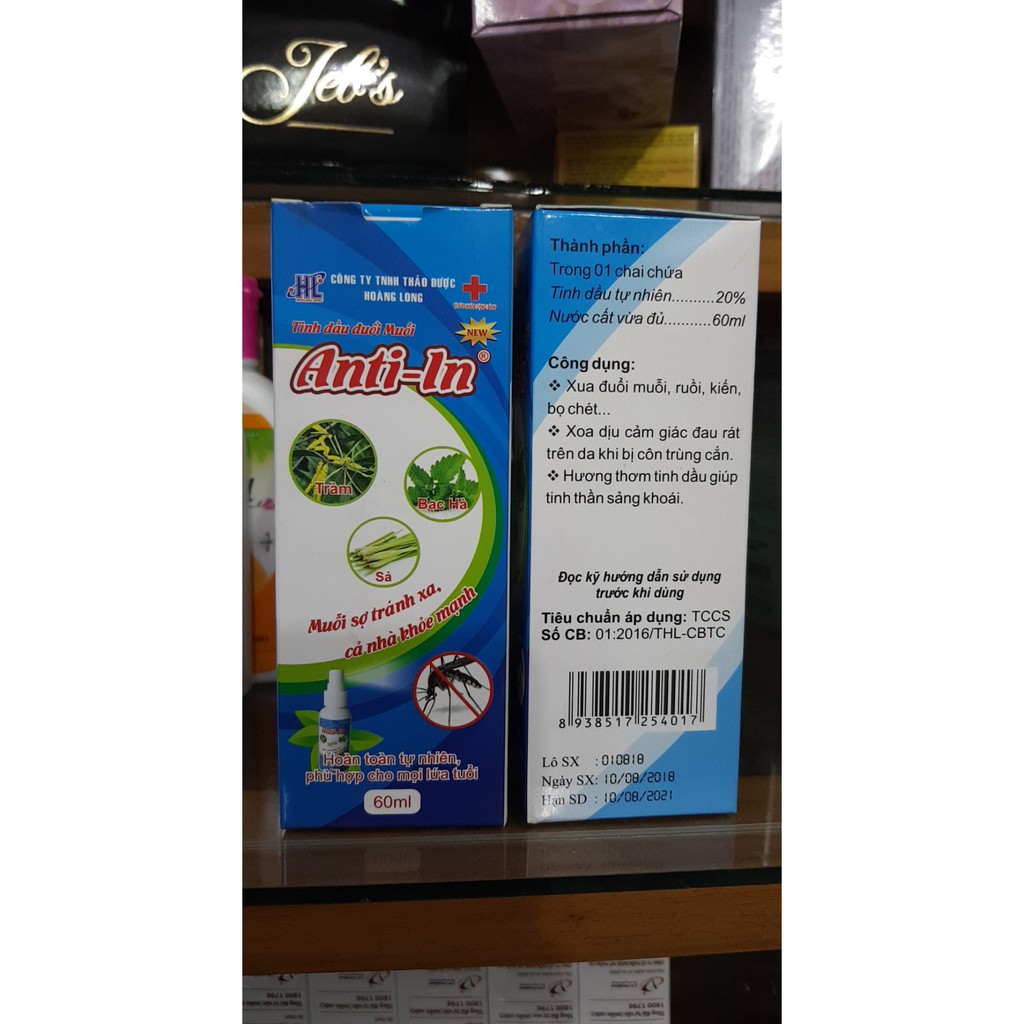 Jeb's
CÔNG TY TNHH THẢO DƯỢC
HOÀNG LONG
Tinh dầu đuổi Muỗi
NEW
Anti-In®
Tràm
Bạc Hà
Sả
Muỗi sợ tránh xa,
cả nhà khỏe mạnh
Hoàn toàn tự nhiên,
phù hợp cho mọi lứa tuổi
60ml
Thành phần:
Trong 01 chai chứa
Tinh dầu tự nhiên..........20%
Nước cất vừa đủ...........60ml
Công dụng:
❖ Xua đuổi muỗi, ruồi, kiến,
bọ chét...
❖ Xoa dịu cảm giác đau rát
trên da khi bị côn trùng cắn.
❖ Hương thơm tinh dầu giúp
tinh thần sảng khoái.
Đọc kỹ hướng dẫn sử dụng
trước khi dùng
Tiêu chuẩn áp dụng: TCCS
Số CB: 01:2016/THL-CBTC
8 938517 254017
Lô SX : 010818
Ngày SX: 10/08/2018
Hạn SD : 10/08/2021
1800 1796